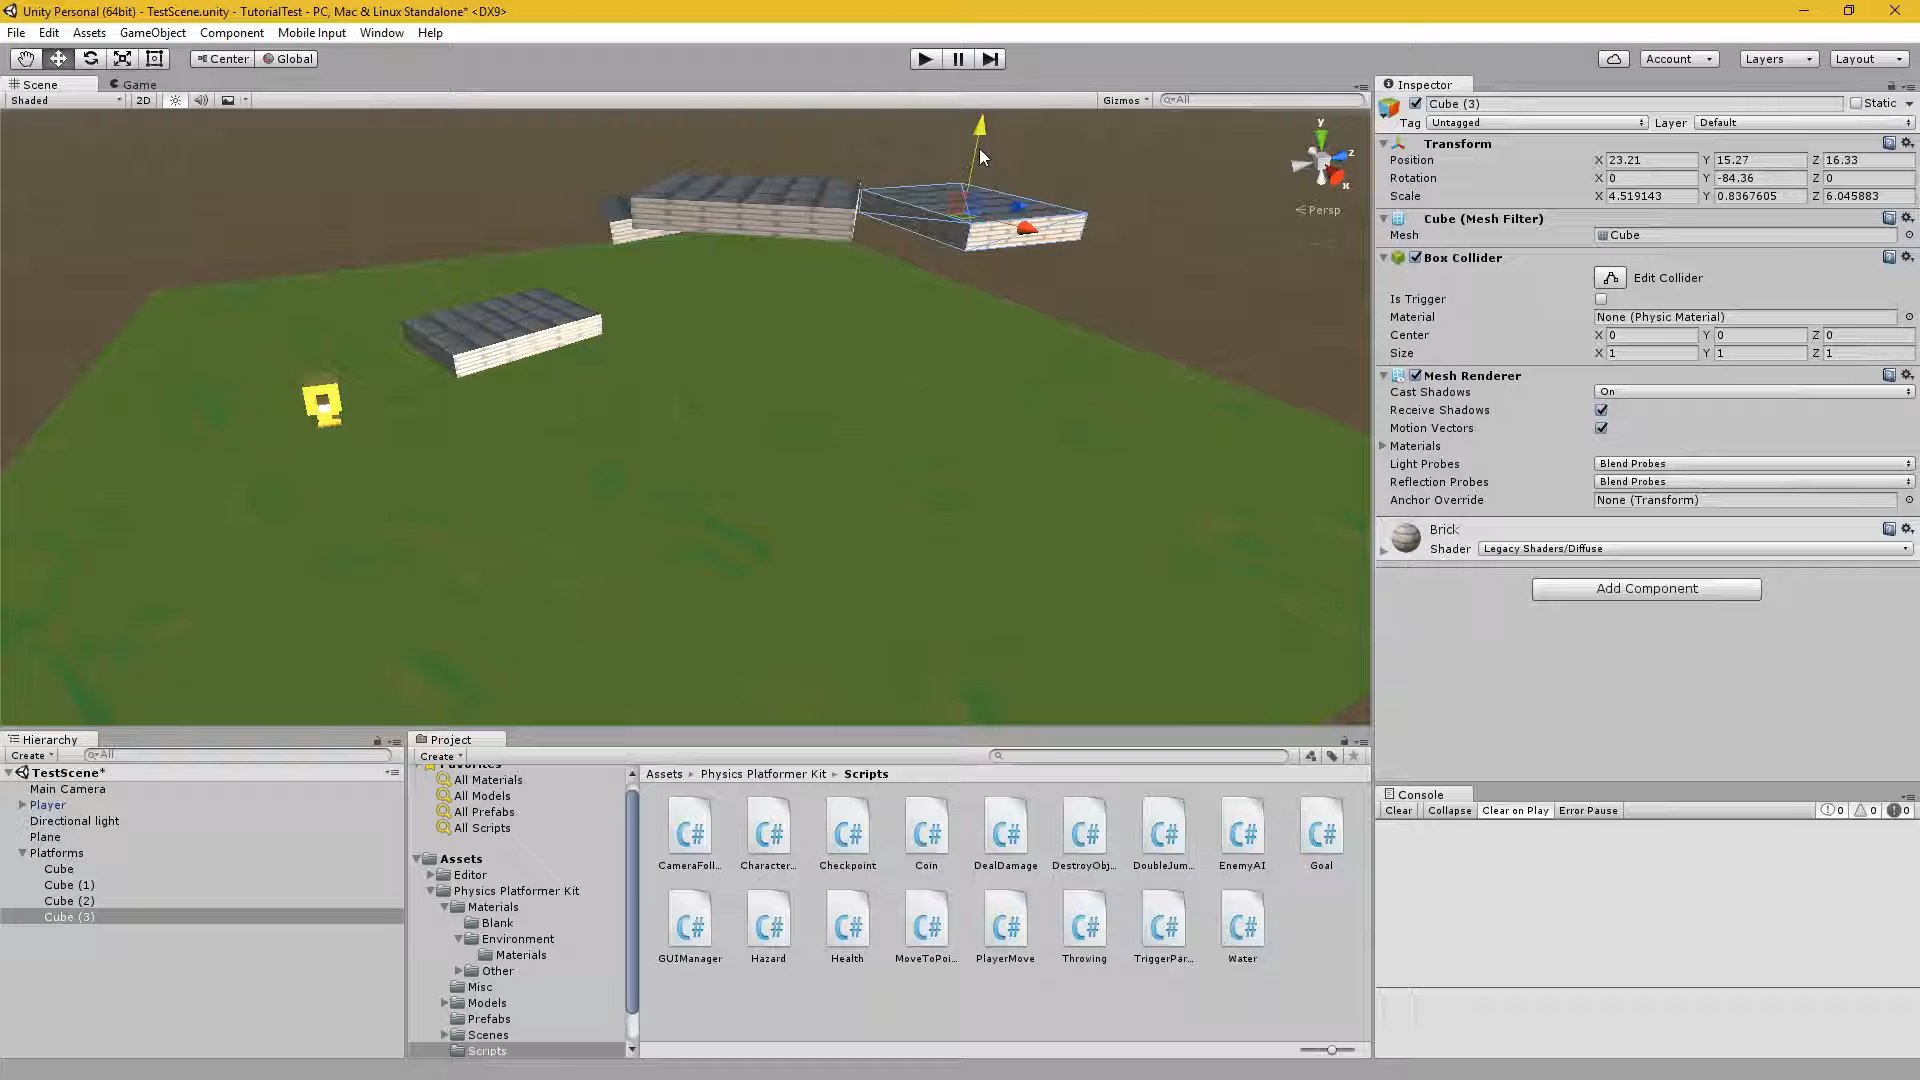 Unity Personal (64bit) - TestScene.unity - TutorialTest - PC, Mac & Linux Standalone* <DX9>
File Edit Assets GameObject Component Mobile Input Window Help
Center Global Account Layers Layout
Scene Game
Shaded 2D Gizmos All
y
z
x
Persp
Inspector
Cube (3) Static
Tag Untagged Layer Default
Transform
Position X 23.21 Y 15.27 Z 16.33
Rotation X 0 Y -84.36 Z 0
Scale X 4.519143 Y 0.8367605 Z 6.045883
Cube (Mesh Filter)
Mesh Cube
Box Collider
Edit Collider
Is Trigger
Material None (Physic Material)
Center X 0 Y 0 Z 0
Size X 1 Y 1 Z 1
Mesh Renderer
Cast Shadows On
Receive Shadows
Motion Vectors
Materials
Light Probes Blend Probes
Reflection Probes Blend Probes
Anchor Override None (Transform)
Brick
Shader Legacy Shaders/Diffuse
Add Component
Hierarchy
Create All
TestScene*
Main Camera
Player
Directional light
Plane
Platforms
Cube
Cube (1)
Cube (2)
Cube (3)
Project
Create
Favorites
All Materials
All Models
All Prefabs
All Scripts
Assets
Editor
Physics Platformer Kit
Materials
Blank
Environment
Materials
Other
Misc
Models
Prefabs
Scenes
Scripts
Assets Physics Platformer Kit Scripts
C# C# C# C# C# C# C# C# C#
CameraFoll... Character... Checkpoint Coin DealDamage DestroyObj... DoubleJum... EnemyAI Goal
C# C# C# C# C# C# C# C#
GUIManager Hazard Health MoveToPoi... PlayerMove Throwing TriggerPar... Water
Console
Clear Collapse Clear on Play Error Pause 0 0 0